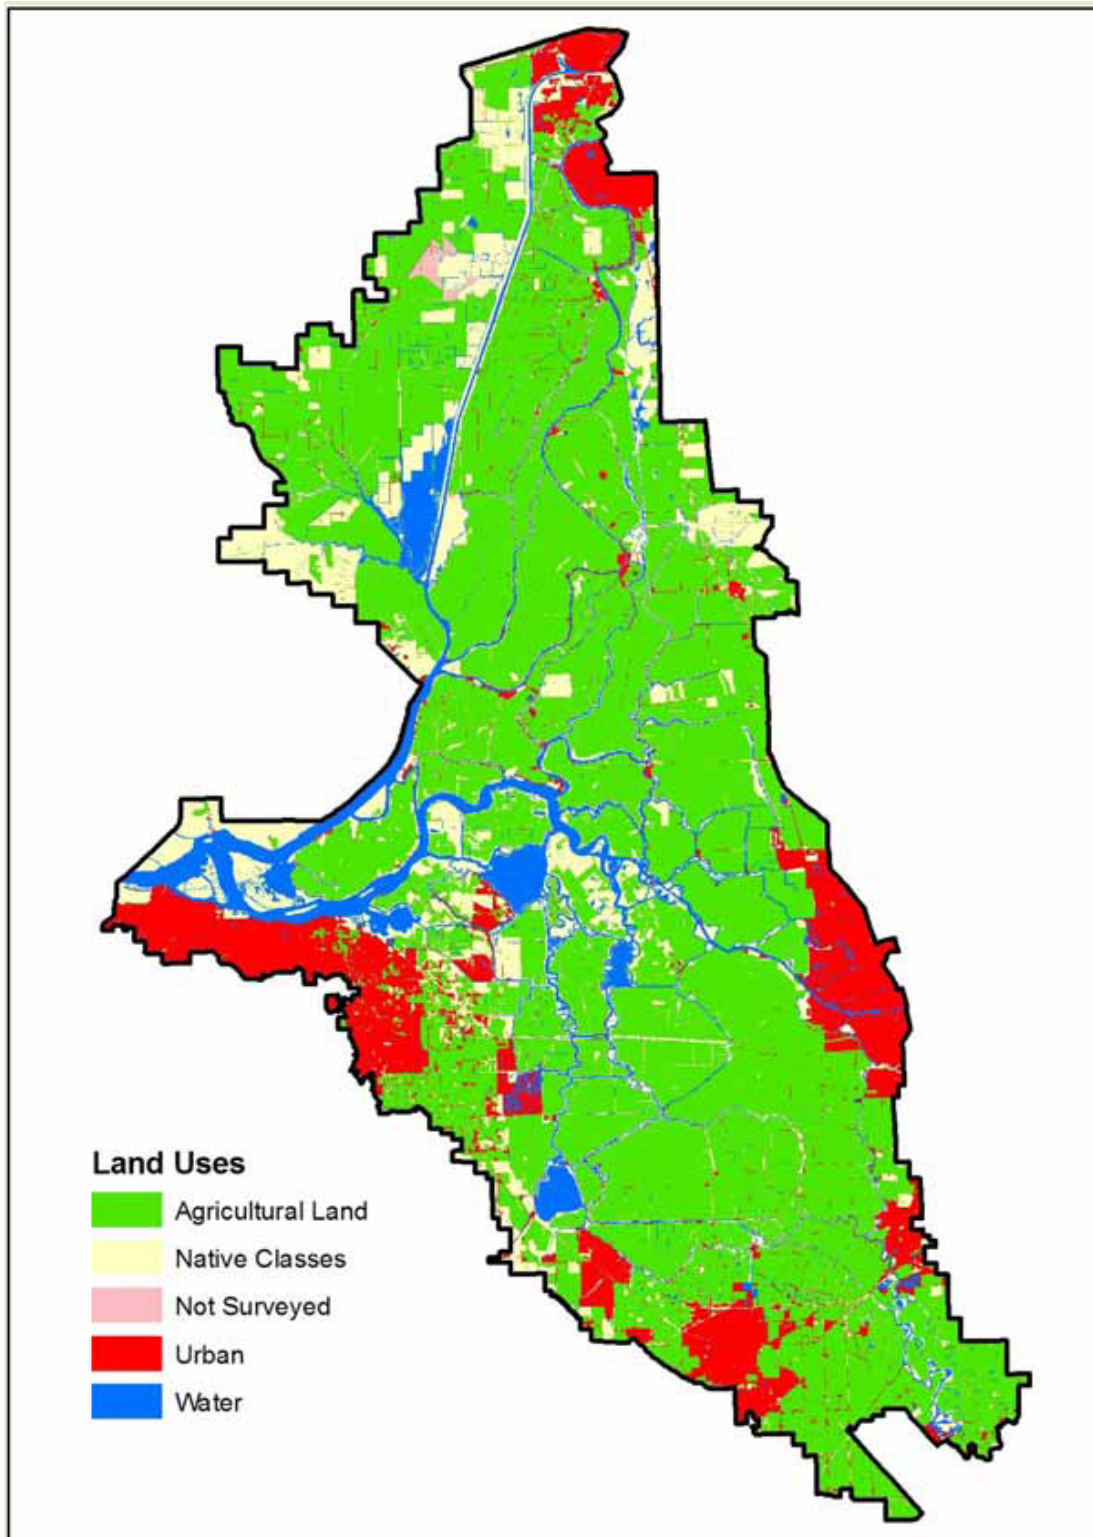 Land Uses
Agricultural Land
Native Classes
Not Surveyed
Urban
Water